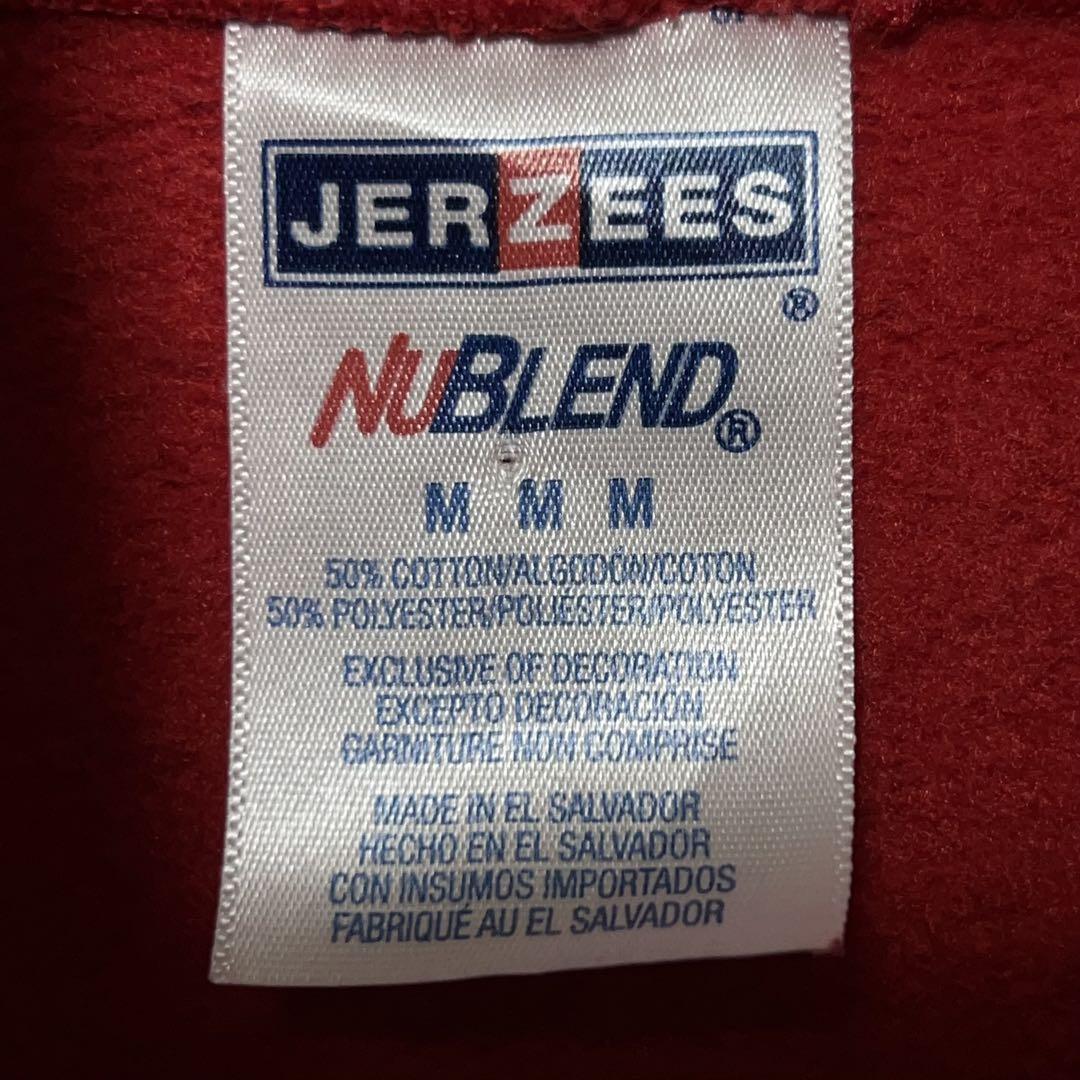 JERZEES
®
NUBLEND®
M M M
50% COTTON/ALGODÓN/COTON
50% POLYESTER/POLIESTER/POLYESTER
EXCLUSIVE OF DECORATION
EXCEPTO DECORACION
GARNITURE NON COMPRISE
MADE IN EL SALVADOR
HECHO EN EL SALVADOR
CON INSUMOS IMPORTADOS
FABRIQUÉ AU EL SALVADOR